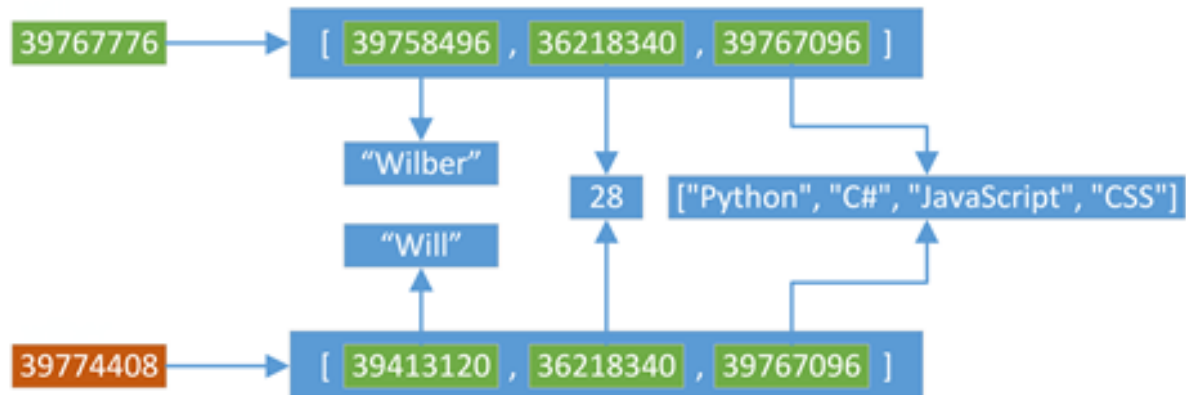 39767776 [ 39758496 , 36218340 , 39767096 ]
“Wilber”
28 ["Python", "C#", "JavaScript", "CSS"]
“Will”
39774408 [ 39413120 , 36218340 , 39767096 ]